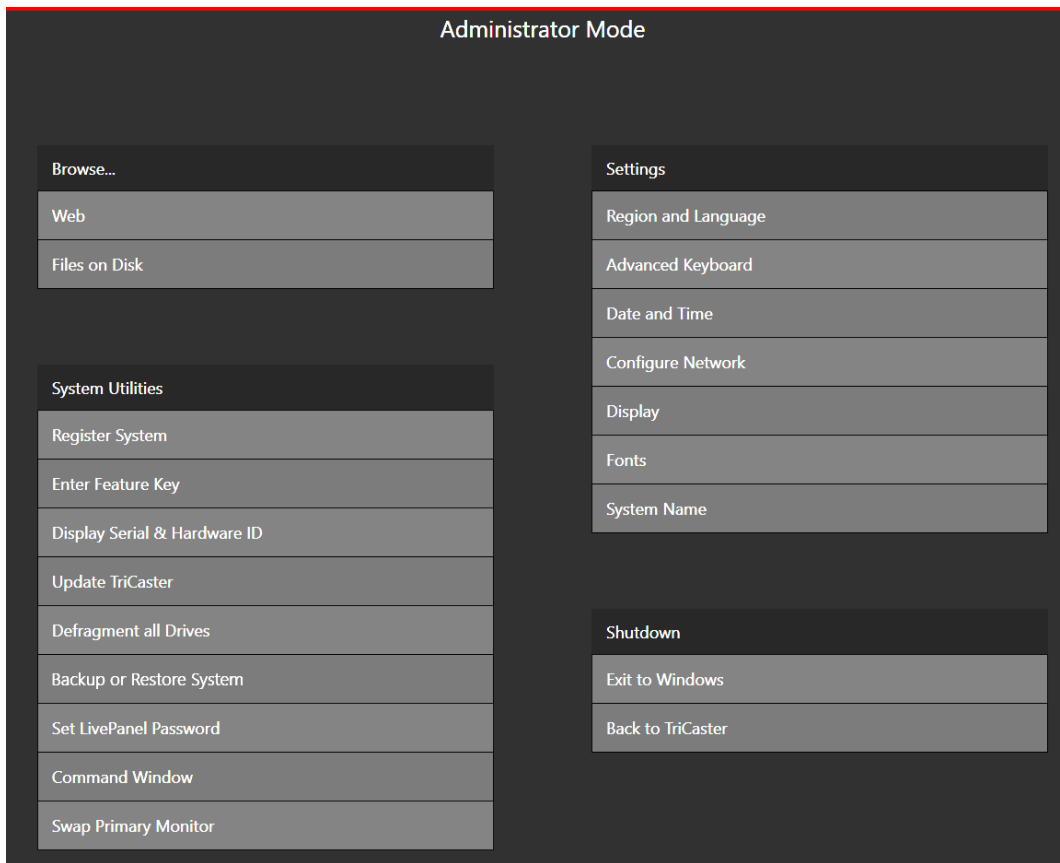 Administrator Mode
Browse...
Web
Files on Disk
System Utilities
Register System
Enter Feature Key
Display Serial & Hardware ID
Update TriCaster
Defragment all Drives
Backup or Restore System
Set LivePanel Password
Command Window
Swap Primary Monitor
Settings
Region and Language
Advanced Keyboard
Date and Time
Configure Network
Display
Fonts
System Name
Shutdown
Exit to Windows
Back to TriCaster